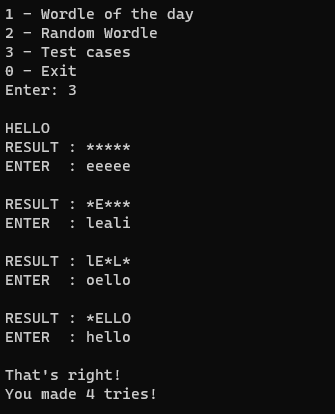 1 - Wordle of the day
2 - Random Wordle
3 - Test cases
0 - Exit
Enter: 3
HELLO
RESULT : *****
ENTER  : eeeee
RESULT : *E***
ENTER  : leali
RESULT : lE*L*
ENTER  : oello
RESULT : *ELLO
ENTER  : hello
That's right!
You made 4 tries!